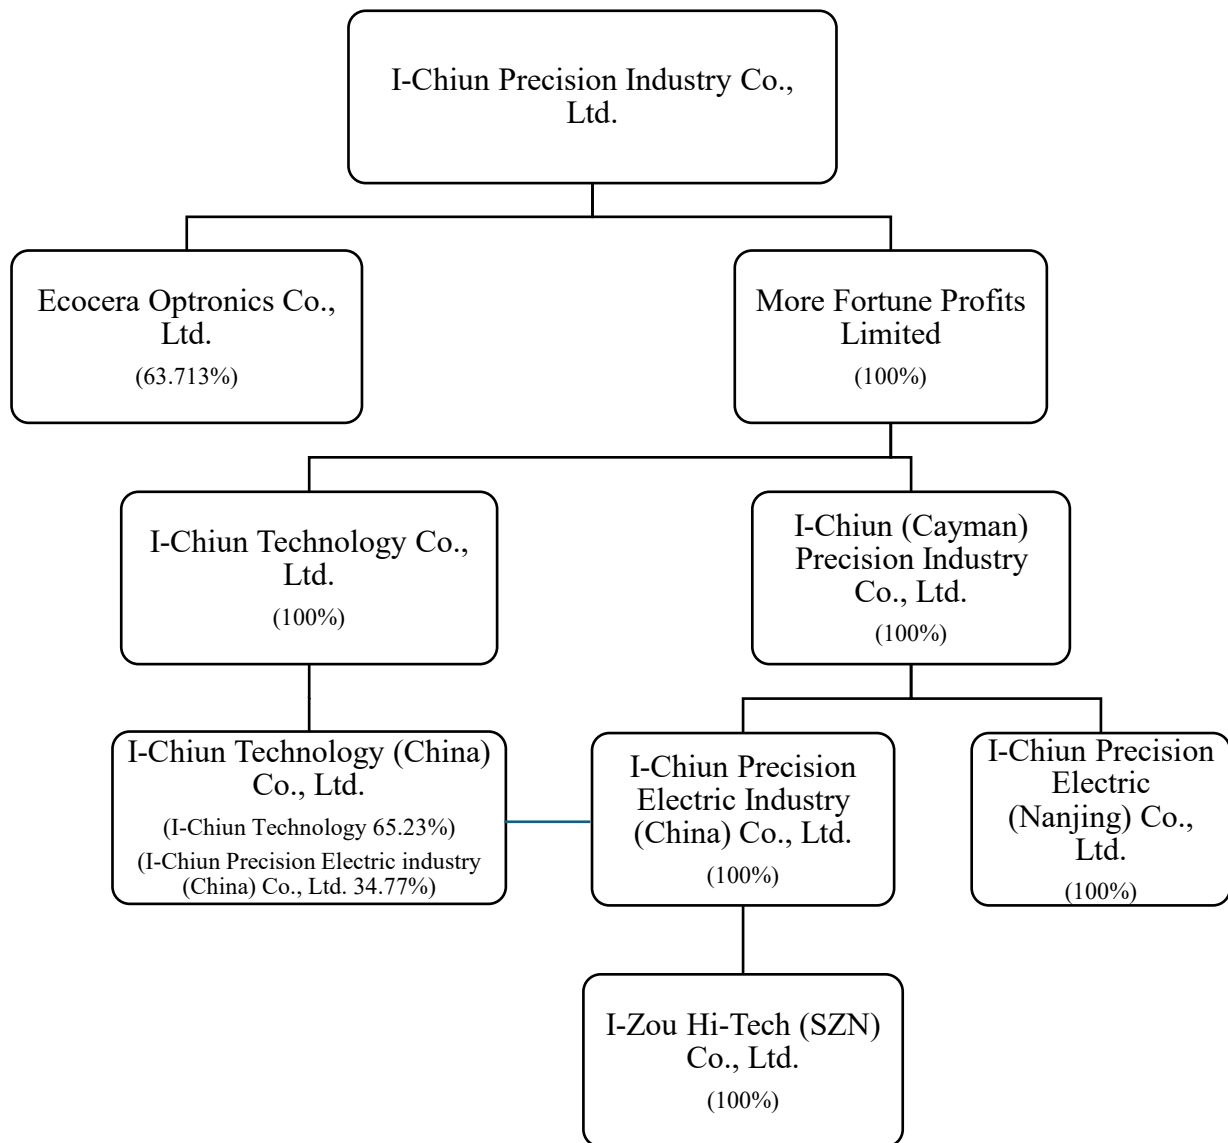 I-Chiun Precision Industry Co.,
Ltd.
Ecocera Optronics Co.,
Ltd.
(63.713%)
More Fortune Profits
Limited
(100%)
I-Chiun Technology Co.,
Ltd.
(100%)
I-Chiun (Cayman)
Precision Industry
Co., Ltd.
(100%)
I-Chiun Technology (China)
Co., Ltd.
(I-Chiun Technology 65.23%)
(I-Chiun Precision Electric industry
(China) Co., Ltd. 34.77%)
I-Chiun Precision
Electric Industry
(China) Co., Ltd.
(100%)
I-Chiun Precision
Electric
(Nanjing) Co.,
Ltd.
(100%)
I-Zou Hi-Tech (SZN)
Co., Ltd.
(100%)